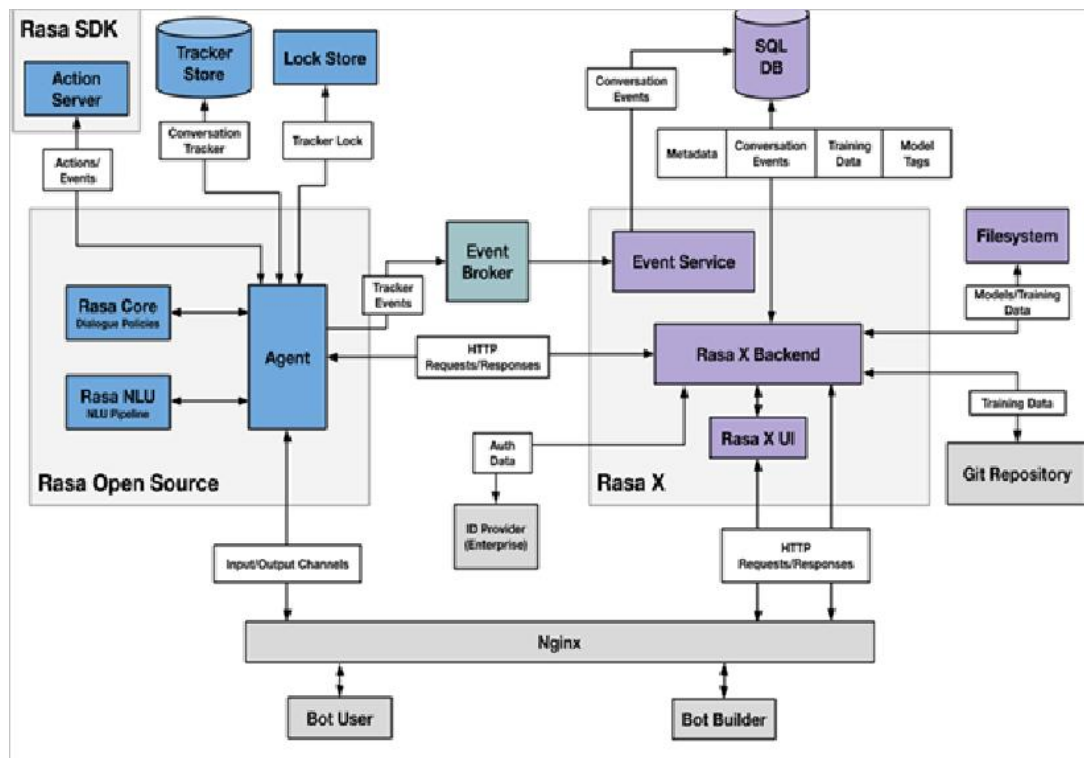 Rasa SDK
Action
Server
Tracker
Store
Lock Store
SQL
DB
Conversation
Events
Conversation
Tracker
Tracker Lock
Actions/
Events
Metadata
Conversation
Events
Training
Data
Model
Tags
Event
Broker
Event Service
Filesystem
Tracker
Events
Models/Training
Data
Rasa Core
Dialogue Policies
Agent
HTTP
Requests/Responses
Rasa X Backend
Rasa NLU
NLU Pipeline
Training Data
Rasa X UI
Auth
Data
Rasa Open Source
Rasa X
Git Repository
ID Provider
(Enterprise)
Input/Output Channels
HTTP
Requests/Responses
Nginx
Bot User
Bot Builder